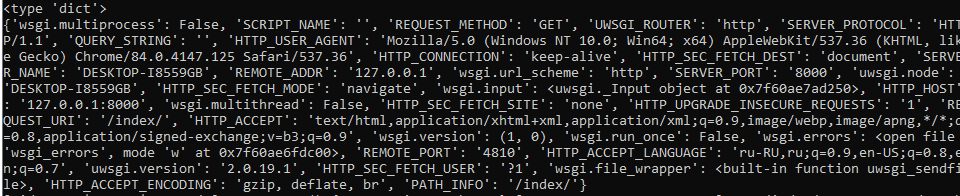 <type 'dict'>
{'wsgi.multiprocess': False, 'SCRIPT_NAME': '', 'REQUEST_METHOD': 'GET', 'UWSGI_ROUTER': 'http', 'SERVER_PROTOCOL': 'HTT
P/1.1', 'QUERY_STRING': '', 'HTTP_USER_AGENT': 'Mozilla/5.0 (Windows NT 10.0; Win64; x64) AppleWebKit/537.36 (KHTML, lik
e Gecko) Chrome/84.0.4147.125 Safari/537.36', 'HTTP_CONNECTION': 'keep-alive', 'HTTP_SEC_FETCH_DEST': 'document', 'SERVE
R_NAME': 'DESKTOP-I8559GB', 'REMOTE_ADDR': '127.0.0.1', 'wsgi.url_scheme': 'http', 'SERVER_PORT': '8000', 'uwsgi.node':
'DESKTOP-I8559GB', 'HTTP_SEC_FETCH_MODE': 'navigate', 'wsgi.input': <uwsgi._Input object at 0x7f60ae7ad250>, 'HTTP_HOST'
: '127.0.0.1:8000', 'wsgi.multithread': False, 'HTTP_SEC_FETCH_SITE': 'none', 'HTTP_UPGRADE_INSECURE_REQUESTS': '1', 'RE
QUEST_URI': '/index/', 'HTTP_ACCEPT': 'text/html,application/xhtml+xml,application/xml;q=0.9,image/webp,image/apng,*/*;q
=0.8,application/signed-exchange;v=b3;q=0.9', 'wsgi.version': (1, 0), 'wsgi.run_once': False, 'wsgi.errors': <open file
'wsgi_errors', mode 'w' at 0x7f60ae6fdc00>, 'REMOTE_PORT': '4810', 'HTTP_ACCEPT_LANGUAGE': 'ru-RU,ru;q=0.9,en-US;q=0.8,e
n;q=0.7', 'uwsgi.version': '2.0.19.1', 'HTTP_SEC_FETCH_USER': '?1', 'wsgi.file_wrapper': <built-in function uwsgi_sendfi
le>, 'HTTP_ACCEPT_ENCODING': 'gzip, deflate, br', 'PATH_INFO': '/index/'}